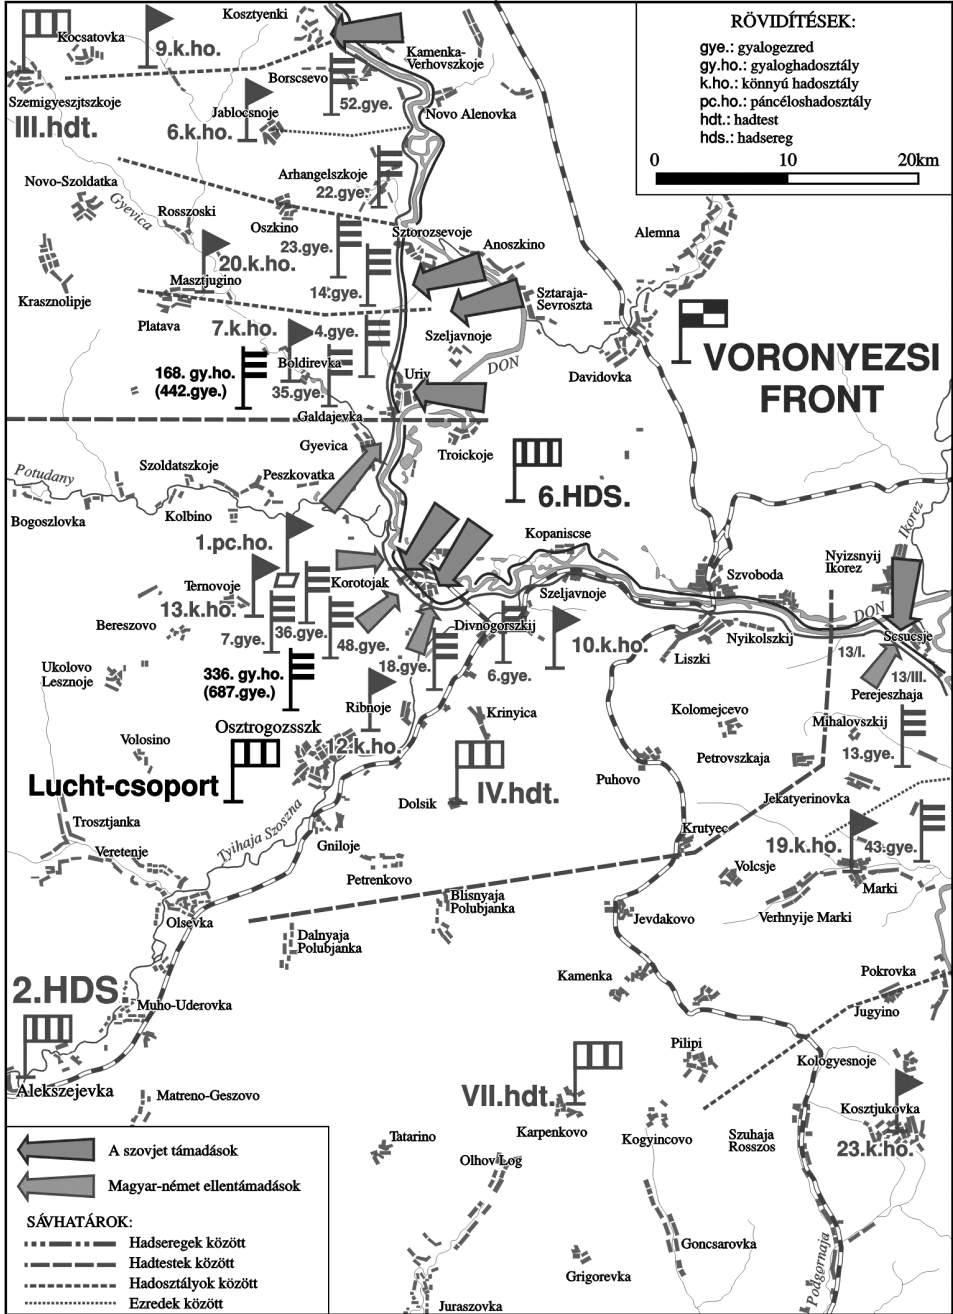 RÖVIDÍTÉSEK:
gye.: gyalogezred
gy.ho.: gyaloghadosztály
k.ho.: könnyű hadosztály
pc.ho.: páncéloshadosztály
hdt.: hadtest
hds.: hadsereg
0 10 20km
Kosztyenki
Kocsatovka
9.k.ho.
Kamenka-
Verhovszkoje
Borscsevo
Szemigyeszjtszkoje
52.gye.
Jablocsnoje
Novo Alenovka
III.hdt.
6.k.ho.
Arhangelszkoje
Novo-Szoldatka
22.gye.
Gyevica
Rosszoski
Oszkino
Sztorozsevoje
Alemna
23.gye.
Anoszkino
20.k.ho.
Masztjugino
14.gye.
Krasznolipje
Sztaraja-
Sevroszta
Platava
7.k.ho.
4.gye.
Szeljavnoje
DON
VORONYEZSI
FRONT
Boldirevka
168. gy.ho.
(442.gye.)
35.gye.
Uriv
Davidovka
Galdajevka
Gyevica
Troickoje
Potudany
Szoldatszkoje
Peszkovatka
6.HDS.
Bogoszlovka
Kolbino
Ikorez
1.pc.ho.
Kopaniscse
Nyizsnyij
Ikorez
Ternovoje
Korotojak
Szvoboda
13.k.ho.
Szeljavnoje
DON
Bereszovo
7.gye.
36.gye.
48.gye.
Divnogorszkij
10.k.ho.
Nyikolszkij
Scsucsje
Liszki
13/I.
18.gye.
6.gye.
13/III.
Ukolovo
Lesznoje
336. gy.ho.
(687.gye.)
Perejeszhaja
Ribnoje
Krinyica
Kolomejcevo
Mihalovszkij
Osztrogozsszk
12.k.ho.
13.gye.
Volosino
Petrovszkaja
Lucht-csoport
Puhovo
IV.hdt.
Dolsik
Jekatyerinovka
Trosztjanka
Tyihaja Szoszna
Krutyec
Gniloje
19.k.ho.
43.gye.
Veretenje
Petrenkovo
Volcsje
Marki
Blisnyaja
Polubjanka
Verhnyije Marki
Olsevka
Jevdakovo
Dalnyaja
Polubjanka
Kamenka
Pokrovka
2.HDS.
Muho-Uderovka
Jugyino
Pilipi
Kologyesnoje
Alekszejevka
Matreno-Geszovo
VII.hdt.
Kosztjukovka
Karpenkovo
Kogyincovo
Szuhaja
Rosszos
23.k.ho.
Tatarino
Olhov Log
A szovjet támadások
Magyar-német ellentámadások
SÁVHATÁROK:
Hadseregek között
Hadtestek között
Hadosztályok között
Ezredek között
Goncsarovka
Podgornaja
Grigorevka
Juraszovka